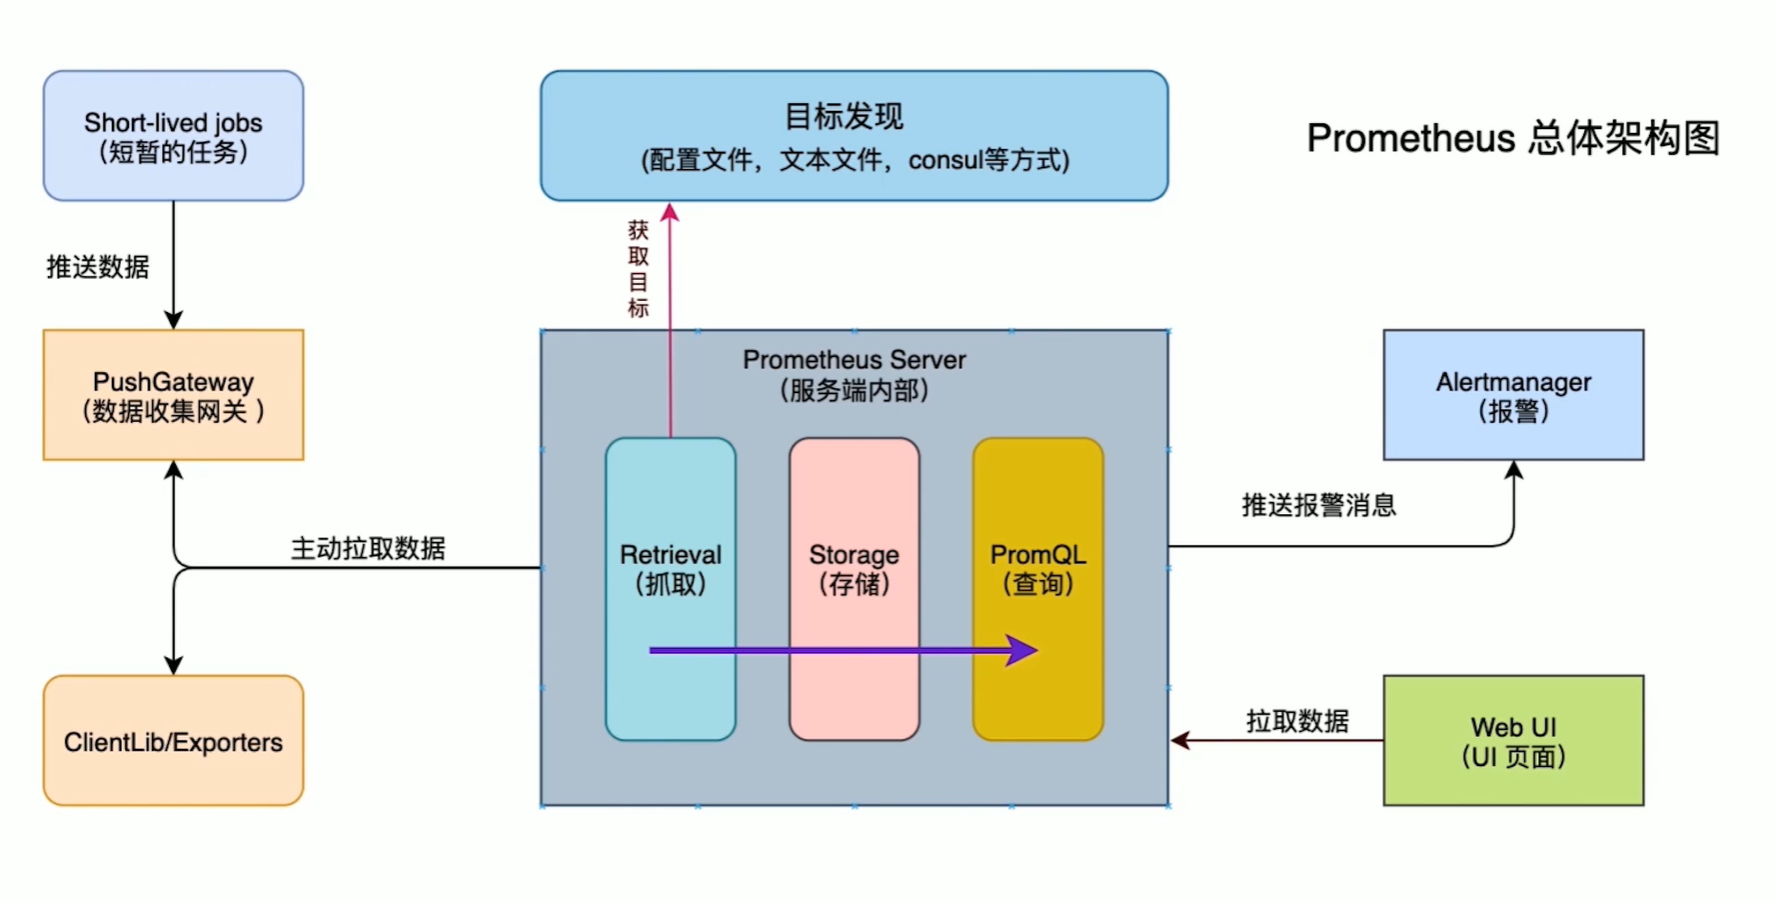 Short-lived jobs
（短暂的任务）
目标发现
(配置文件，文本文件，consul等方式)
Prometheus 总体架构图
推送数据
获
取
目
标
PushGateway
（数据收集网关 ）
Prometheus Server
（服务端内部）
Alertmanager
（报警）
主动拉取数据
Retrieval
（抓取）
Storage
（存储）
PromQL
（查询）
推送报警消息
ClientLib/Exporters
拉取数据
Web UI
（UI 页面）